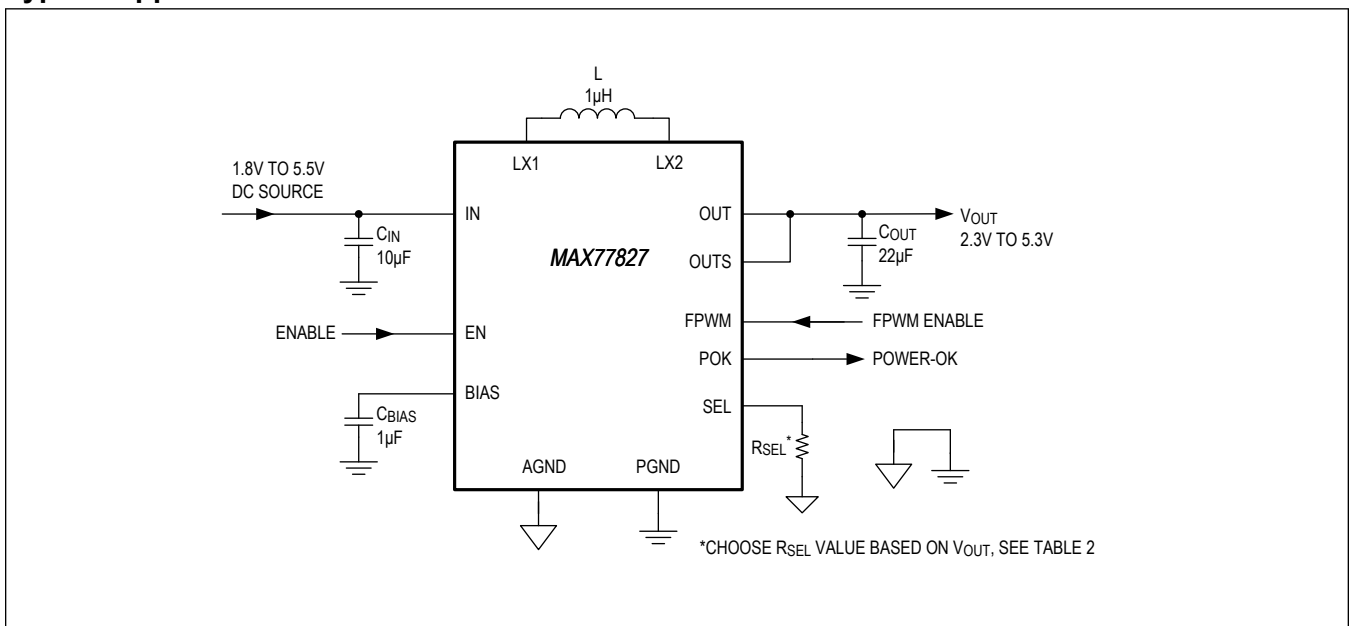 L
1µH
LX1
LX2
1.8V TO 5.5V
DC SOURCE
IN
OUT
VOUT
2.3V TO 5.3V
CIN
10µF
COUT
22µF
MAX77827
OUTS
FPWM
FPWM ENABLE
ENABLE
EN
POK
POWER-OK
BIAS
SEL
CBIAS
1µF
RSEL*
AGND
PGND
*CHOOSE RSEL VALUE BASED ON VOUT, SEE TABLE 2